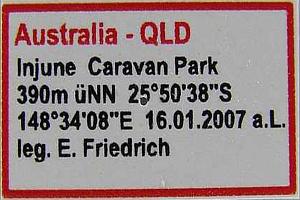 Australia - QLD
Injune Caravan Park
390m üNN 25°50'38"S
148°34'08"E 16.01.2007 a.L.
leg. E. Friedrich